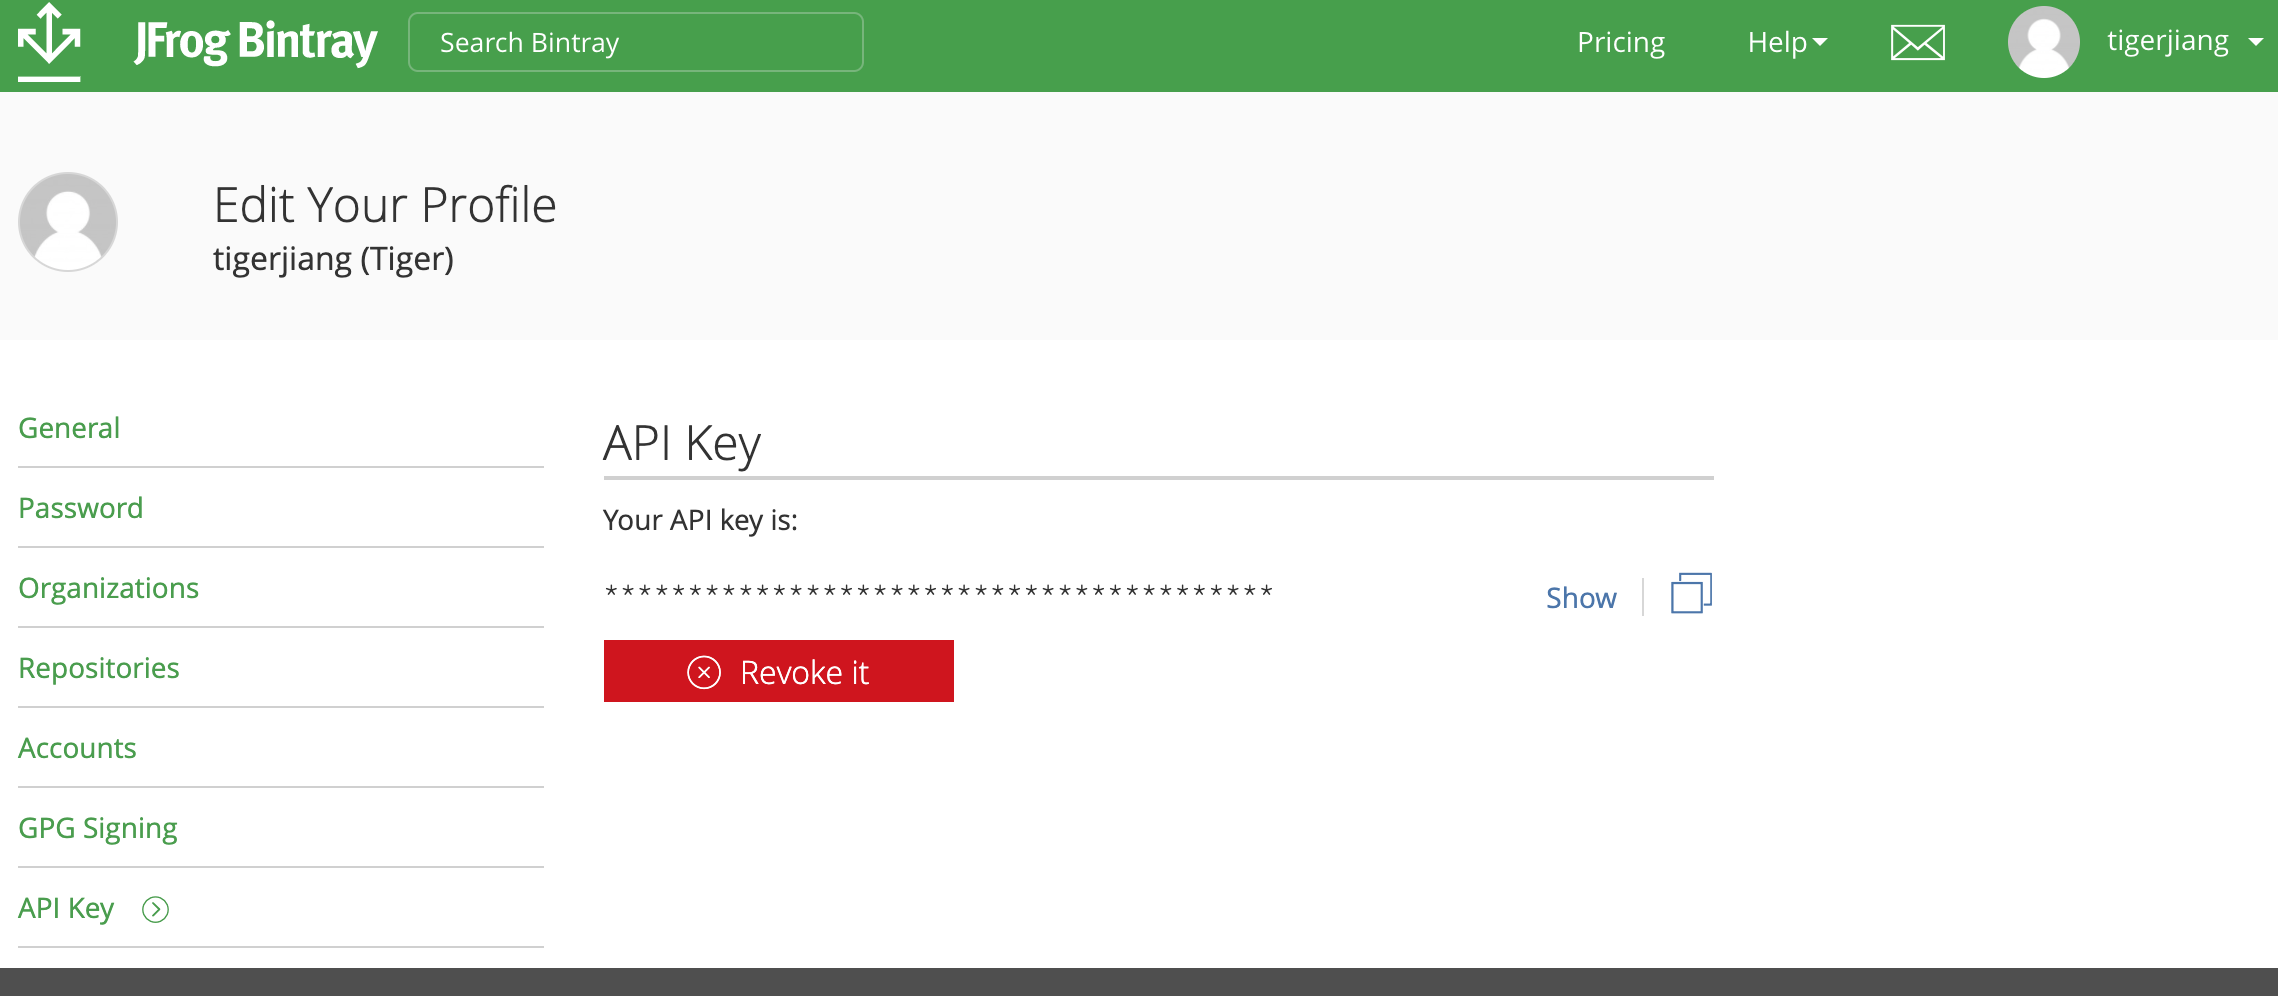 JFrog Bintray
Search Bintray
Pricing
Help
tigerjiang
Edit Your Profile
tigerjiang (Tiger)
General
Password
Organizations
Repositories
Accounts
GPG Signing
API Key
API Key
Your API key is:
****************************************
Show
Revoke it